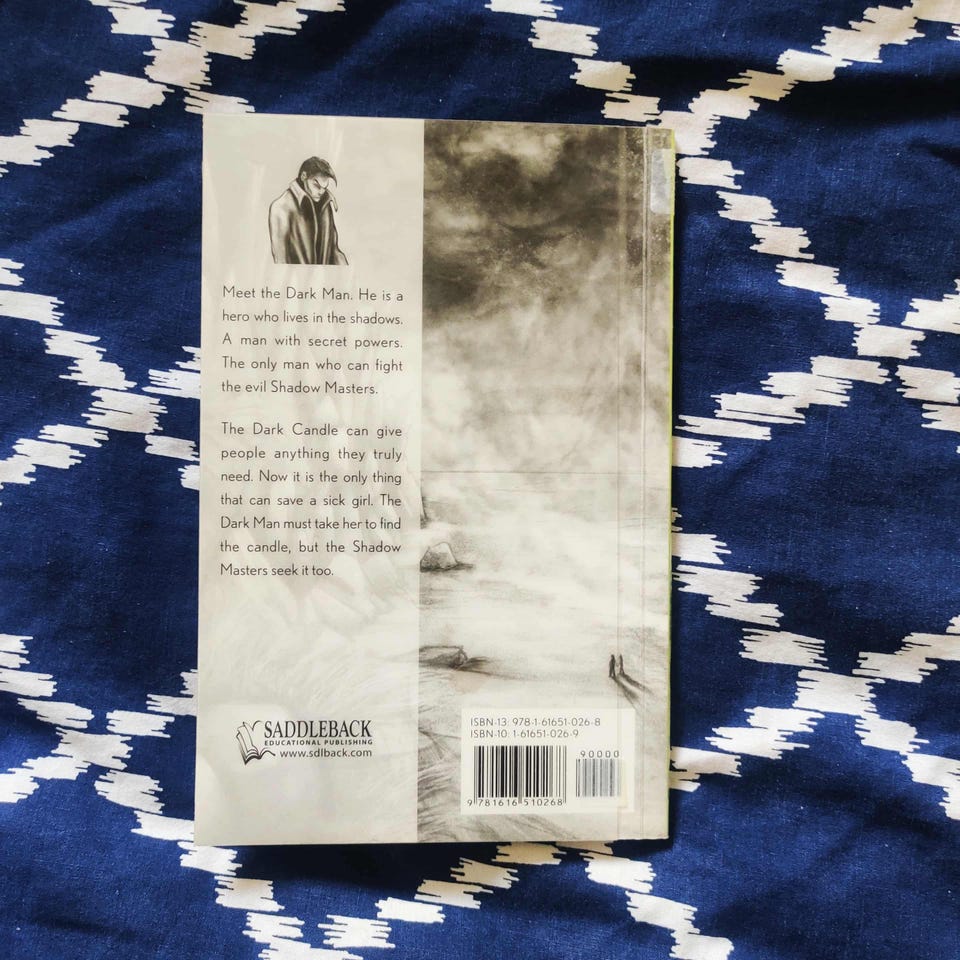 Meet the Dark Man. He is a
hero who lives in the shadows.
A man with secret powers.
The only man who can fight
the evil Shadow Masters.
The Dark Candle can give
people anything they truly
need. Now it is the only thing
that can save a sick girl. The
Dark Man must take her to find
the candle, but the Shadow
Masters seek it too.
SADDLEBACK
EDUCATIONAL PUBLISHING
www.sdlback.com
ISBN-13: 978-1-61651-026-8
ISBN-10: 1-61651-026-9
90000
9 781616 510268